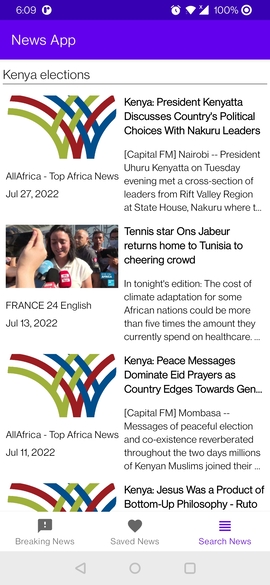 6:09
100%
News App
Kenya elections
Kenya: President Kenyatta
Discusses Country's Political
Choices With Nakuru Leaders
[Capital FM] Nairobi -- President
Uhuru Kenyatta on Tuesday
evening met a cross-section of
leaders from Rift Valley Region
at State House, Nakuru where t...
AllAfrica - Top Africa News
Jul 27, 2022
Tennis star Ons Jabeur
returns home to Tunisia to
cheering crowd
In tonight's edition: The cost of
climate adaptation for some
African nations could be more
than five times the amount they
currently spend on healthcare. ...
FRANCE 24 English
Jul 13, 2022
Kenya: Peace Messages
Dominate Eid Prayers as
Country Edges Towards Gen...
[Capital FM] Mombasa --
Messages of peaceful election
and co-existence reverberated
throughout the two days millions
of Kenyan Muslims joined their ...
AllAfrica - Top Africa News
Jul 11, 2022
Kenya: Jesus Was a Product of
Bottom-Up Philosophy - Ruto
Breaking News
Saved News
Search News